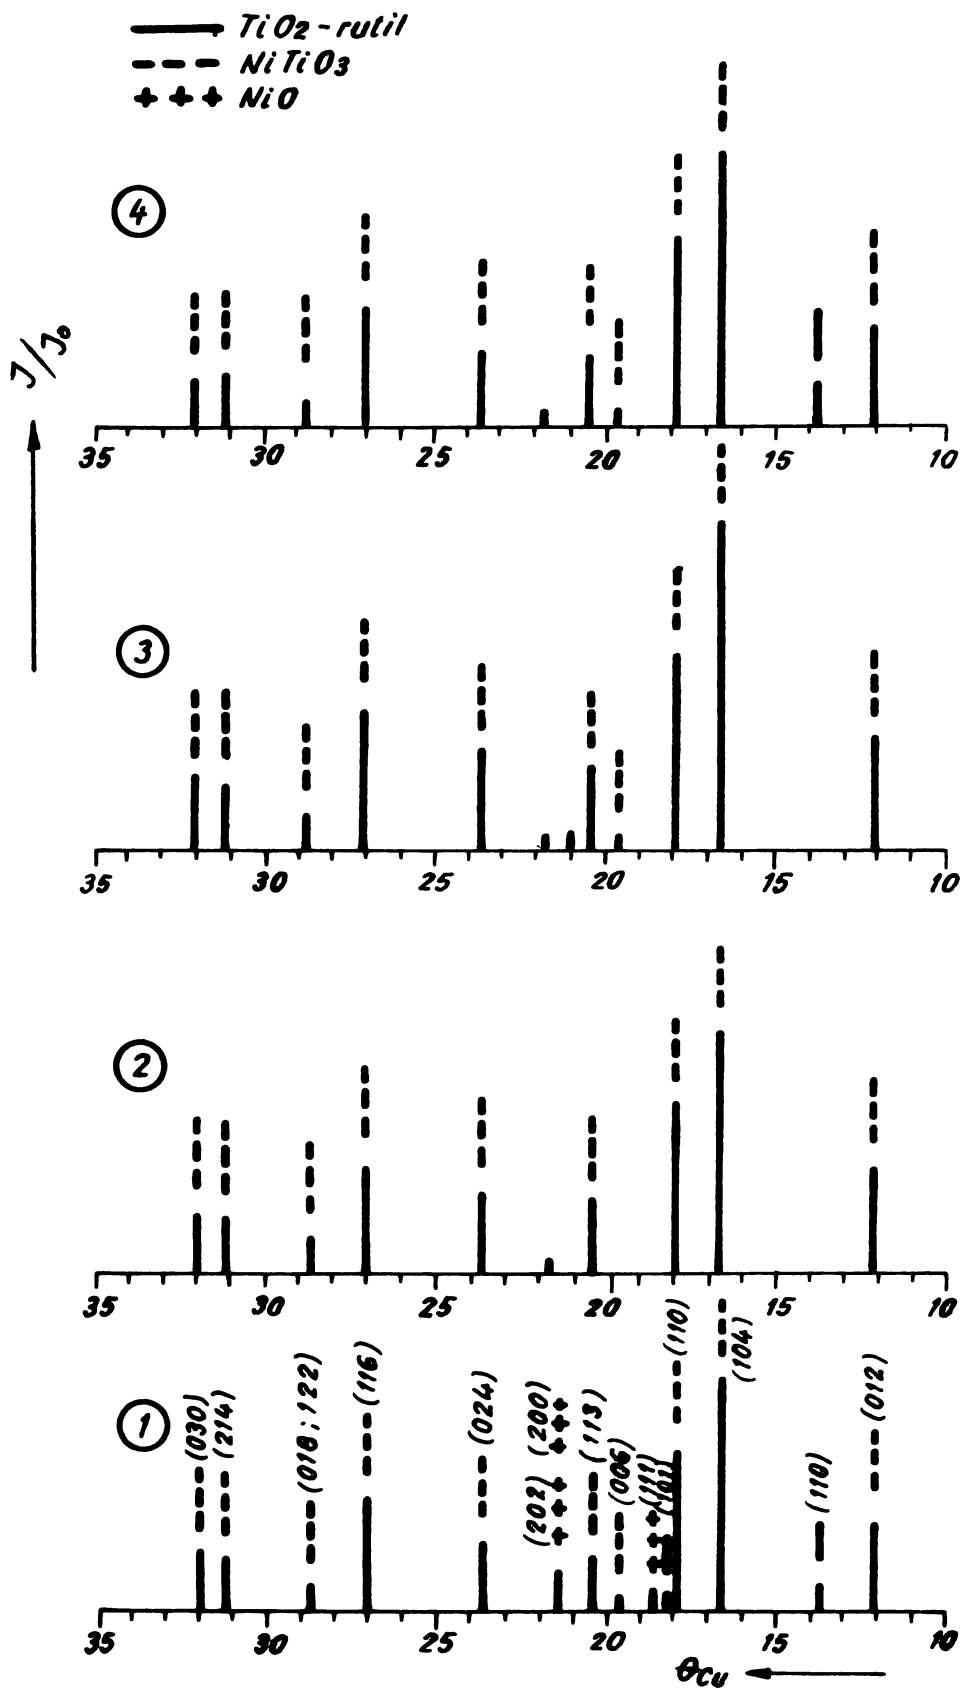 TiO2-rutil
NiTiO3
NiO
4
J/Jo
35 30 25 20 15 10
3
35 30 25 20 15 10
2
35 30 25 20 15 10
1
(030)
(214)
(018;122)
(116)
(024)
(202) (200)
(113)
(006)
(111)
(101)
(110)
(104)
(110)
(012)
35 30 25 20 15 10
ΘCu